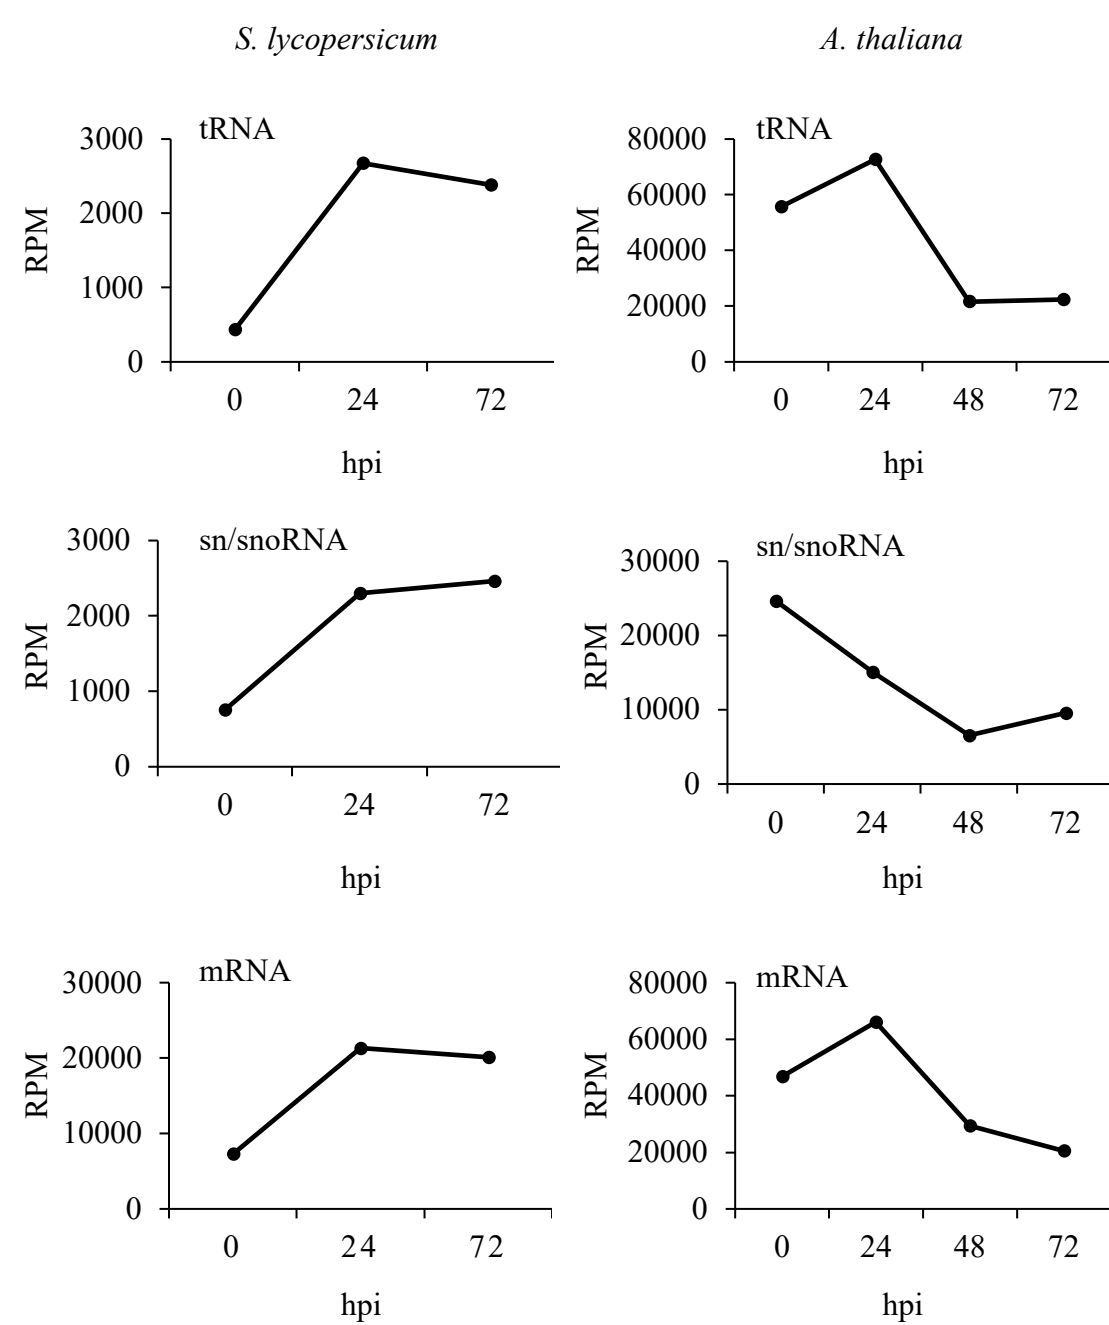 S. lycopersicum
A. thaliana
tRNA
3000
2000
1000
0
RPM
0 24 72
hpi
tRNA
80000
60000
40000
20000
0
RPM
0 24 48 72
hpi
sn/snoRNA
3000
2000
1000
0
RPM
0 24 72
hpi
sn/snoRNA
30000
20000
10000
0
RPM
0 24 48 72
hpi
mRNA
30000
20000
10000
0
RPM
0 24 72
hpi
mRNA
80000
60000
40000
20000
0
RPM
0 24 48 72
hpi